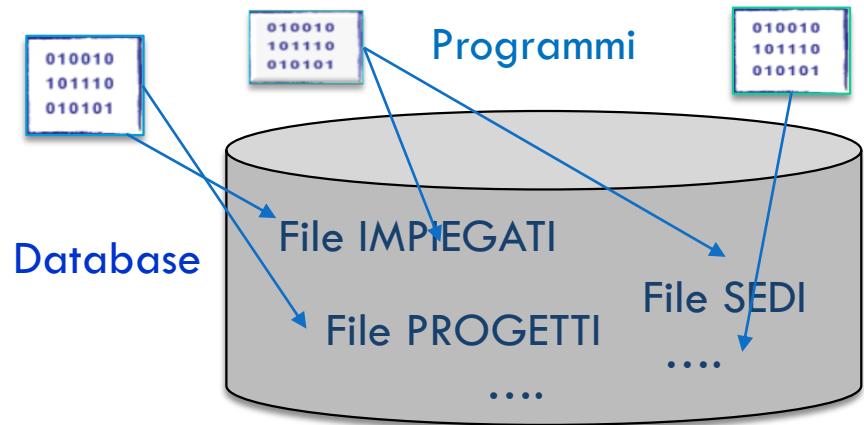 010010
101110
010101
010010
101110
010101
Programmi
010010
101110
010101
Database
File IMPIEGATI
File SEDI
File PROGETTI
....
....